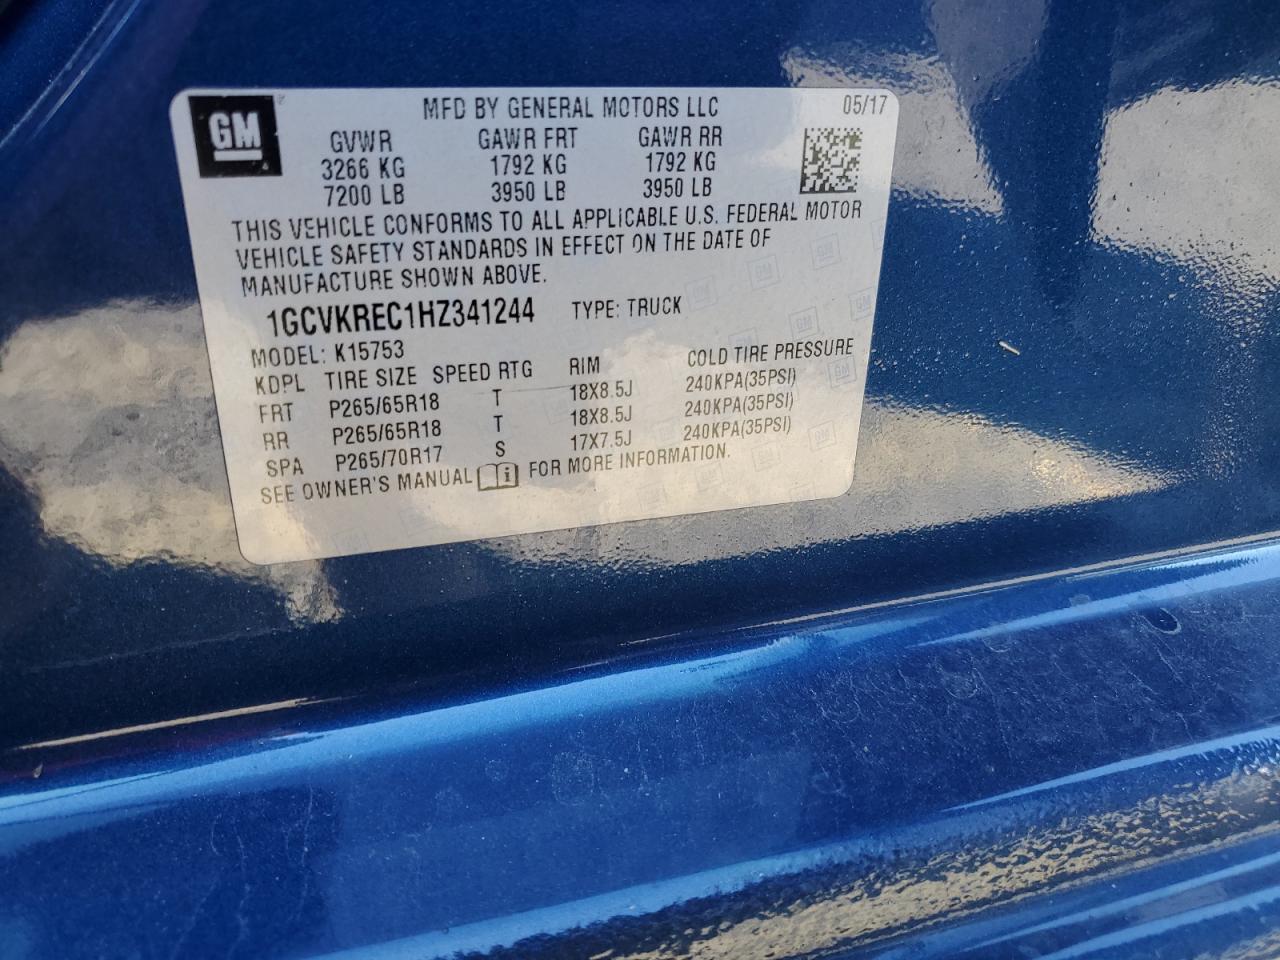 GM MFD BY GENERAL MOTORS LLC 05/17
GVWR GAWR FRT GAWR RR
3266 KG 1792 KG 1792 KG
7200 LB 3950 LB 3950 LB
THIS VEHICLE CONFORMS TO ALL APPLICABLE U.S. FEDERAL MOTOR
VEHICLE SAFETY STANDARDS IN EFFECT ON THE DATE OF
MANUFACTURE SHOWN ABOVE.
1GCVKREC1HZ341244 TYPE: TRUCK
MODEL: K15753
KDPL TIRE SIZE SPEED RTG RIM COLD TIRE PRESSURE
FRT P265/65R18 T 18X8.5J 240KPA(35PSI)
RR P265/65R18 T 18X8.5J 240KPA(35PSI)
SPA P265/70R17 S 17X7.5J 240KPA(35PSI)
SEE OWNER'S MANUAL FOR MORE INFORMATION.